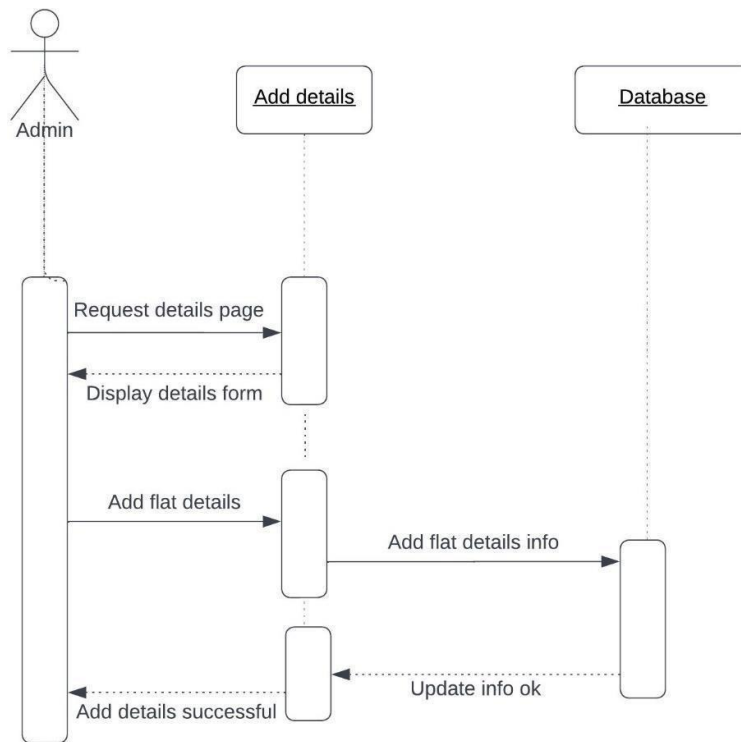 Add details
Database
Admin
Request details page
Display details form
Add flat details
Add flat details info
Update info ok
Add details successful